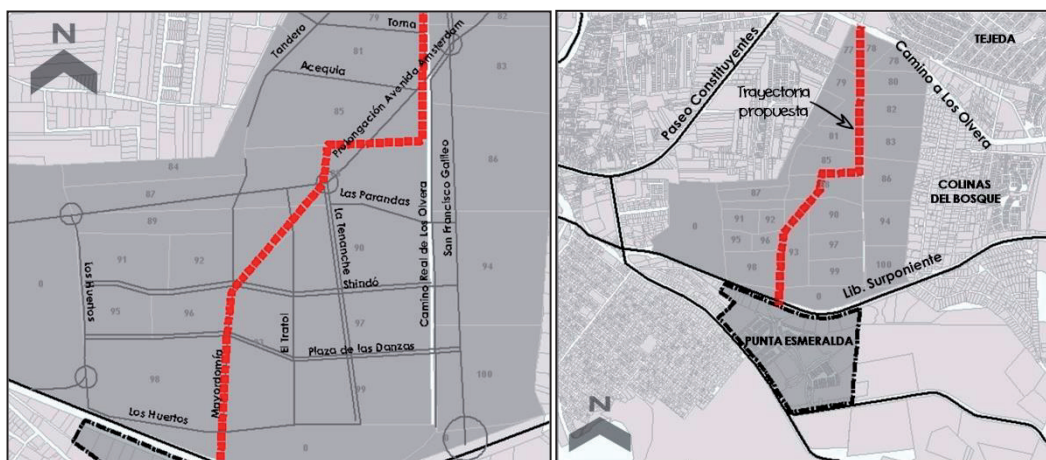 79
Toma
82
Tandero
81
83
Acequia
Prolongación Avenida Amsterdam
85
84
86
87
Las Parandas
89
La Tenanche
Camino Real de Los Olvera
San Francisco Galileo
90
91
92
94
Los Huertos
0
Shindó
95
96
97
El Tratol
Plaza de las Danzas
Mayordomía
98
99
100
Los Huertos
0
N
Paseo Constituyentes
77
78
Camino a Los Olvera
TEJEDA
79
80
Trayectoria
propuesta
82
81
83
85
86
COLINAS
DEL BOSQUE
87
90
91
92
94
0
95
96
93
97
98
99
100
0
Lib. Surponiente
PUNTA ESMERALDA
N